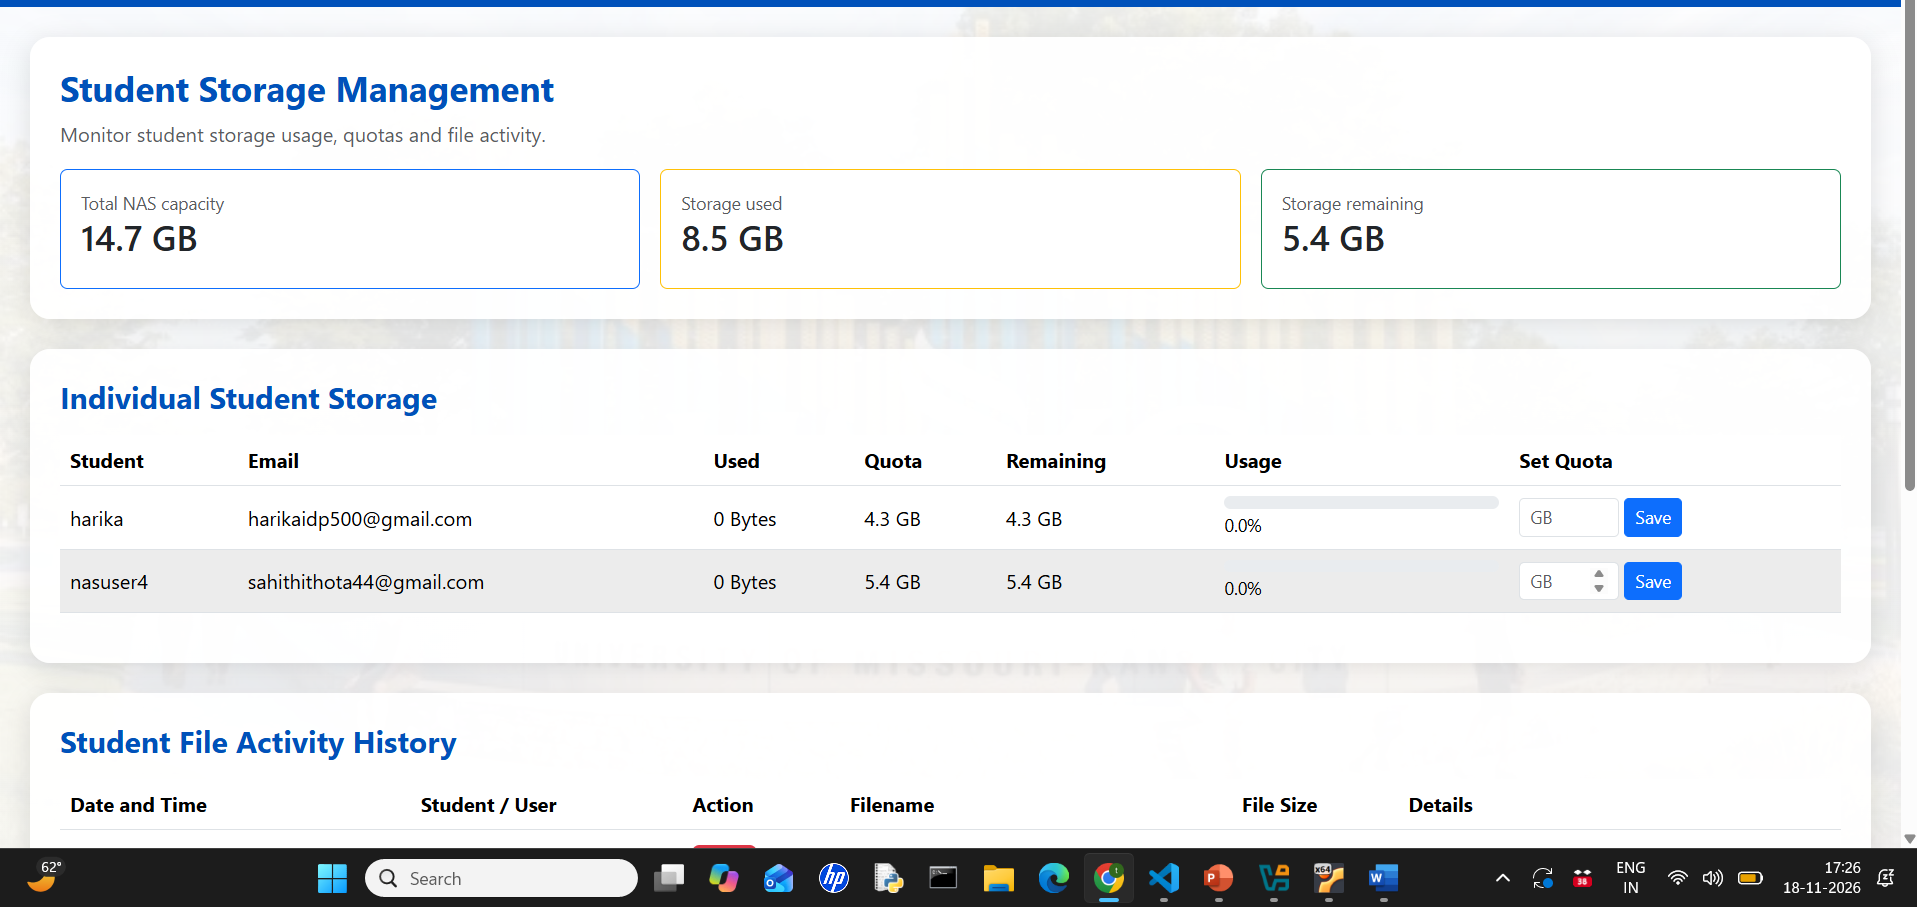 Student Storage Management
Monitor student storage usage, quotas and file activity.
Total NAS capacity
14.7 GB
Storage used
8.5 GB
Storage remaining
5.4 GB
Individual Student Storage
Student Email Used Quota Remaining Usage Set Quota
harika harikaidp500@gmail.com 0 Bytes 4.3 GB 4.3 GB 0.0% GB Save
nasuser4 sahithithota44@gmail.com 0 Bytes 5.4 GB 5.4 GB 0.0% GB Save
Student File Activity History
Date and Time Student / User Action Filename File Size Details
62°
Search
hp
x64
P
W
38
ENG
IN
17:26
18-11-2026